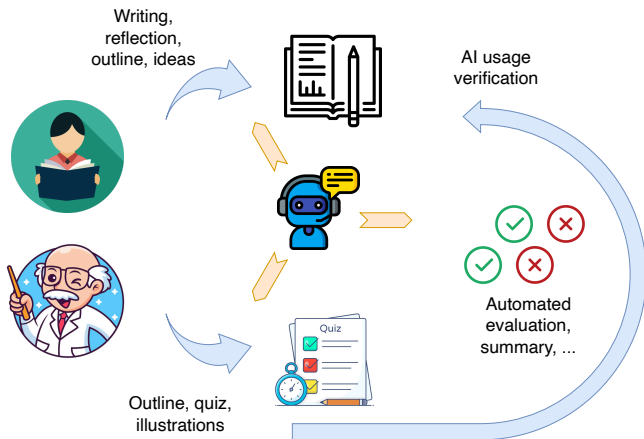 Writing,
reflection,
outline, ideas
AI usage
verification
Quiz
Automated
evaluation,
summary, ...
Outline, quiz,
illustrations